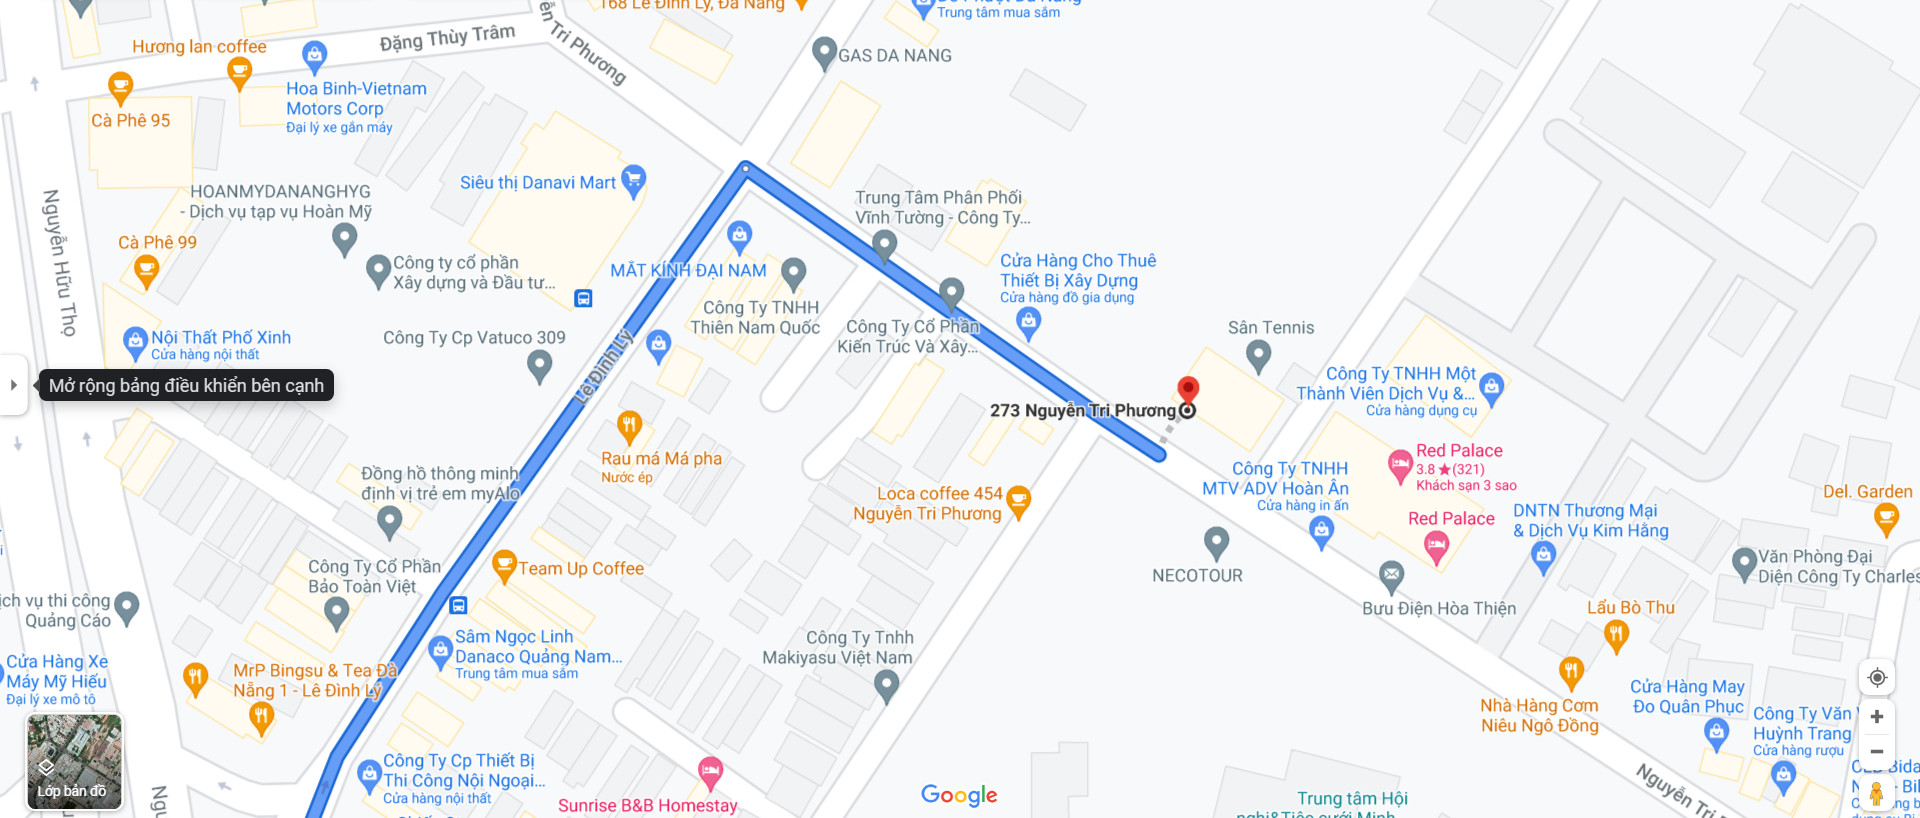 168 Lê Đình Lý, Đà Nẵng
Trung tâm mua sắm
Hương lan coffee
Đặng Thùy Trâm
Tri Phương
GAS DA NANG
Hoa Binh-Vietnam
Motors Corp
Đại lý xe gắn máy
Cà Phê 95
Siêu thị Danavi Mart
HOANMYDANANGHYG
- Dịch vụ tạp vụ Hoàn Mỹ
Trung Tâm Phân Phối
Vĩnh Tường - Công Ty...
Nguyễn Hữu Thọ
Cà Phê 99
Công ty cổ phần
Xây dựng và Đầu tư...
MẮT KÍNH ĐẠI NAM
Cửa Hàng Cho Thuê
Thiết Bị Xây Dựng
Cửa hàng đồ gia dụng
Công Ty TNHH
Thiên Nam Quốc
Công Ty Cổ Phần
Kiến Trúc Và Xây...
Sân Tennis
Nội Thất Phố Xinh
Cửa hàng nội thất
Công Ty Cp Vatuco 309
Lê Đình Lý
Mở rộng bảng điều khiển bên cạnh
Công Ty TNHH Một
Thành Viên Dịch Vụ &...
Cửa hàng dụng cụ
273 Nguyễn Tri Phương
Rau má Má pha
Nước ép
Red Palace
3.8 ★(321)
Khách sạn 3 sao
Đồng hồ thông minh
định vị trẻ em myAlo
Công Ty TNHH
MTV ADV Hoàn Ân
Cửa hàng in ấn
Loca coffee 454
Nguyễn Tri Phương
Del. Garden
Red Palace
DNTN Thương Mại
& Dịch Vụ Kim Hằng
Công Ty Cổ Phần
Bảo Toàn Việt
Team Up Coffee
NECOTOUR
Văn Phòng Đại
Diện Công Ty Charles
Bưu Điện Hòa Thiện
Lẩu Bò Thu
ịch vụ thi công
Quảng Cáo
Sâm Ngọc Linh
Danaco Quảng Nam...
Trung tâm mua sắm
Công Ty Tnhh
Makiyasu Việt Nam
Cửa Hàng Xe
Máy Mỹ Hiếu
Đại lý xe mô tô
MrP Bingsu & Tea Đà
Nẵng 1 - Lê Đình Lý
Nhà Hàng Cơm
Niêu Ngô Đồng
Cửa Hàng May
Đo Quân Phục
Công Ty Văn
Huỳnh Trang
Cửa hàng rượu
Công Ty Cp Thiết Bị
Thi Công Nội Ngoại...
Cửa hàng nội thất
Lớp bản đồ
Sunrise B&B Homestay
Google
Nguyễn Tri
Trung tâm Hội